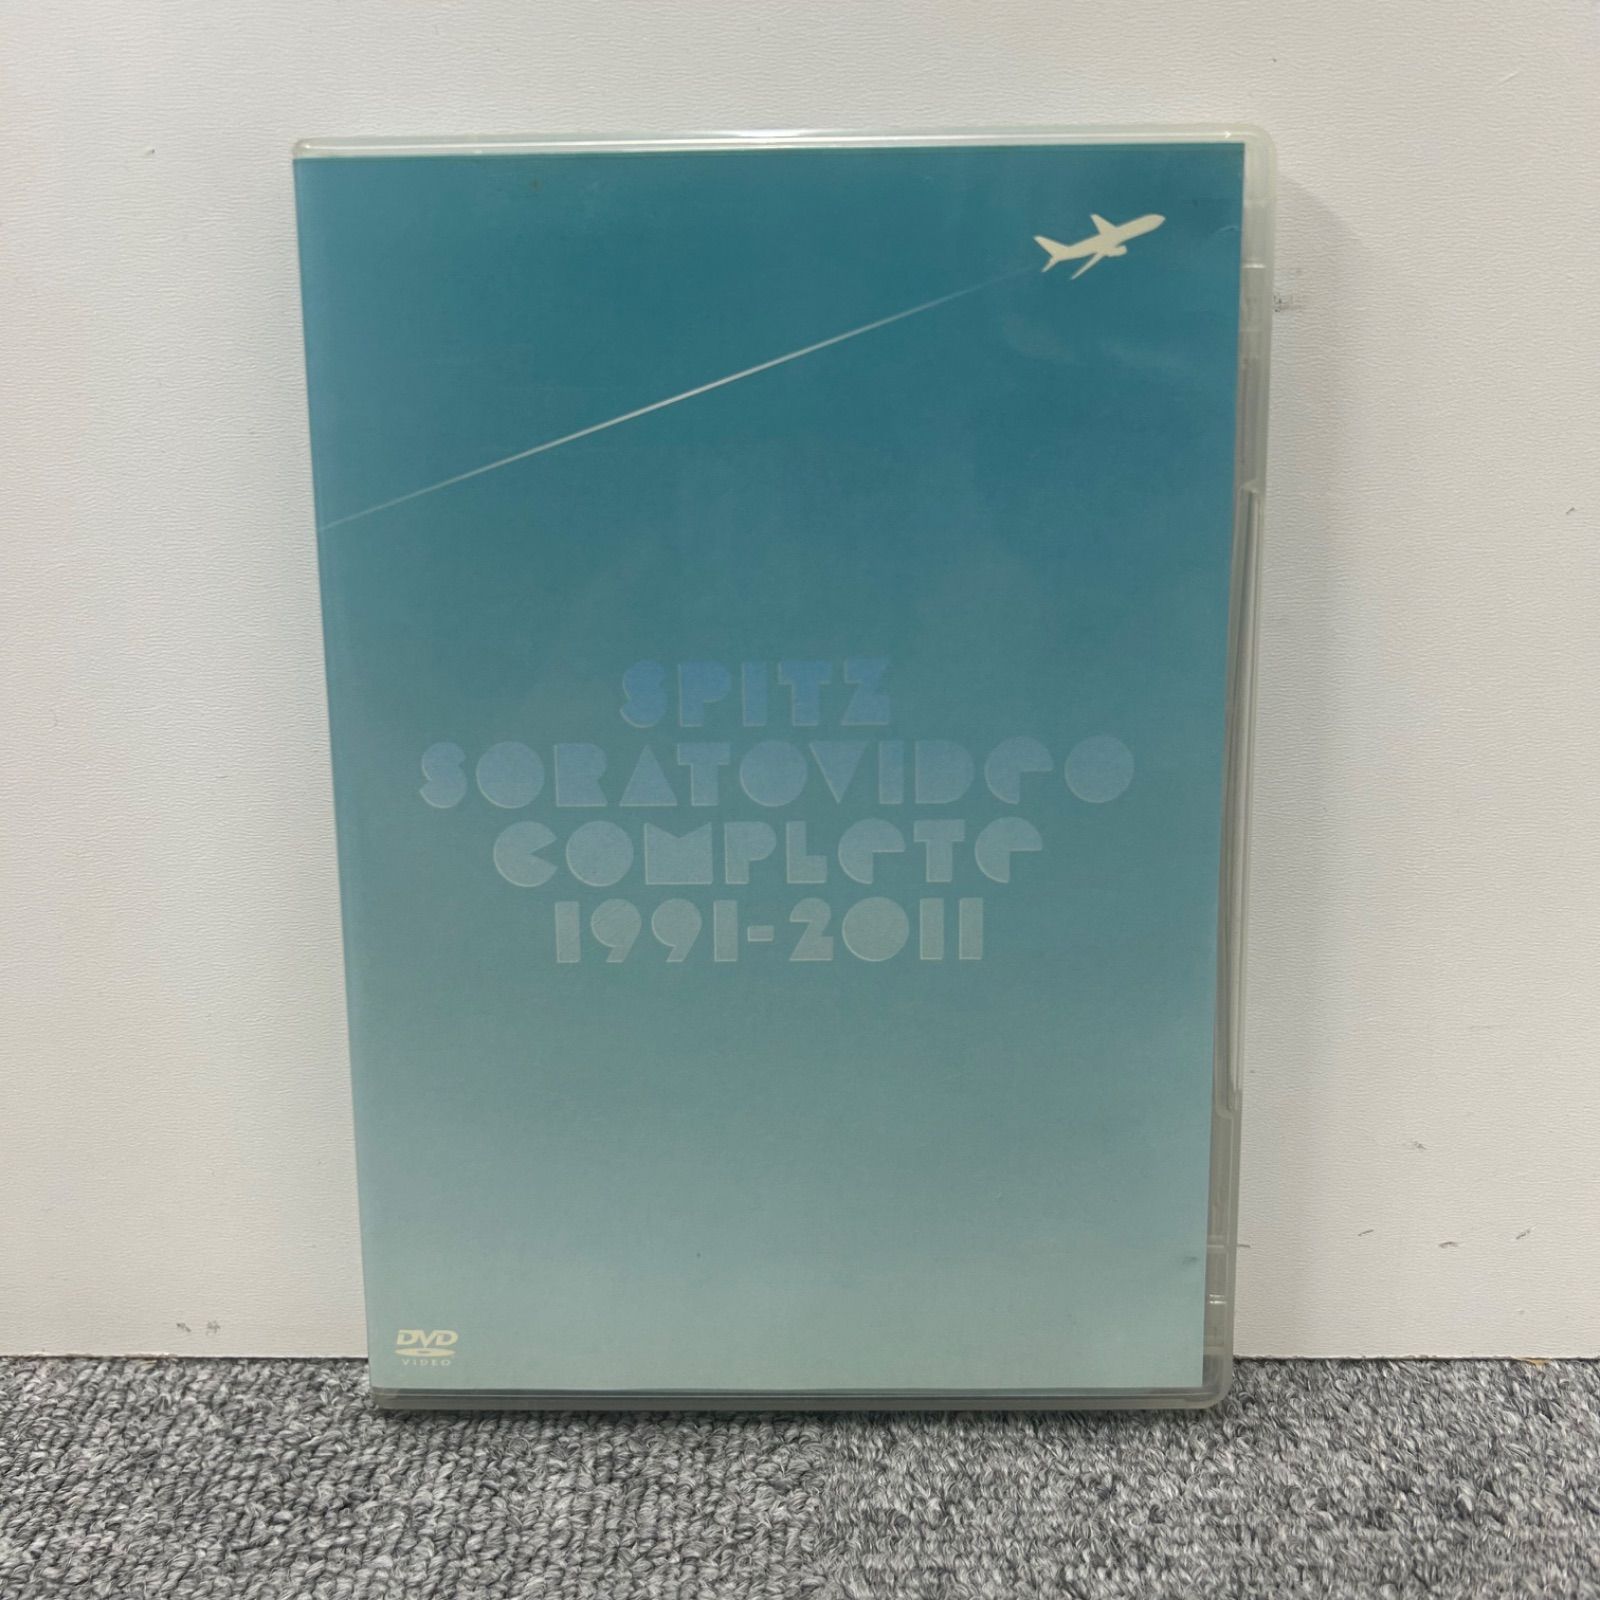 SPITZ
SORATOVIDEO
COMPLETE
1991-2011
DVD
VIDEO